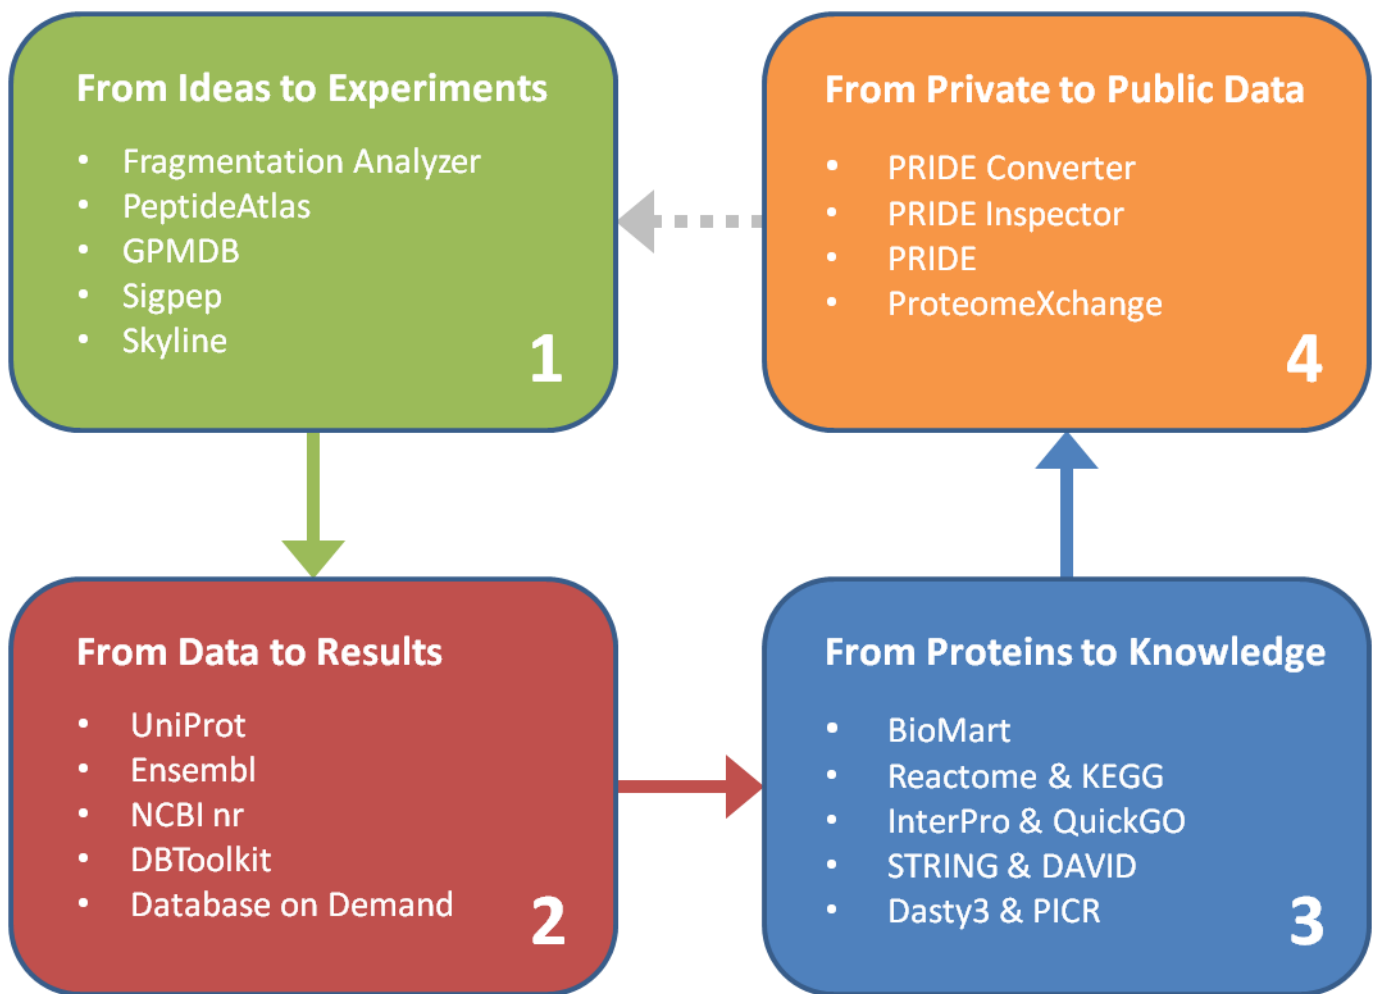 From Ideas to Experiments
• Fragmentation Analyzer
• PeptideAtlas
• GPMDB
• Sigpep
• Skyline
1
From Private to Public Data
• PRIDE Converter
• PRIDE Inspector
• PRIDE
• ProteomeXchange
4
From Data to Results
• UniProt
• Ensembl
• NCBI nr
• DBToolkit
• Database on Demand
2
From Proteins to Knowledge
• BioMart
• Reactome & KEGG
• InterPro & QuickGO
• STRING & DAVID
• Dasty3 & PICR
3